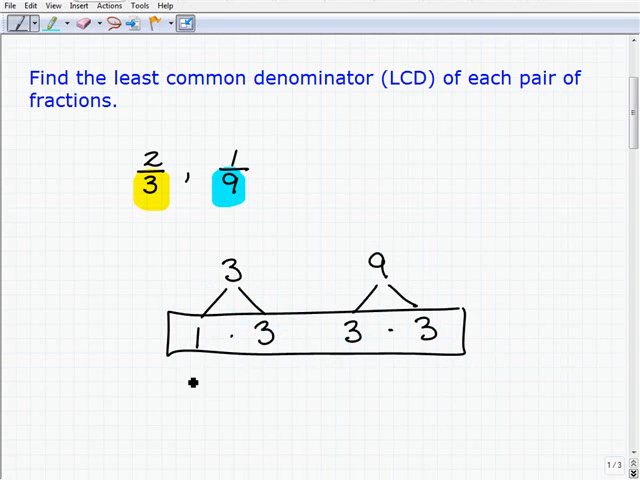 File Edit View Insert Actions Tools Help
Find the least common denominator (LCD) of each pair of
fractions.
2/3 , 1/9
3 9
1 · 3 3 · 3
1 / 3